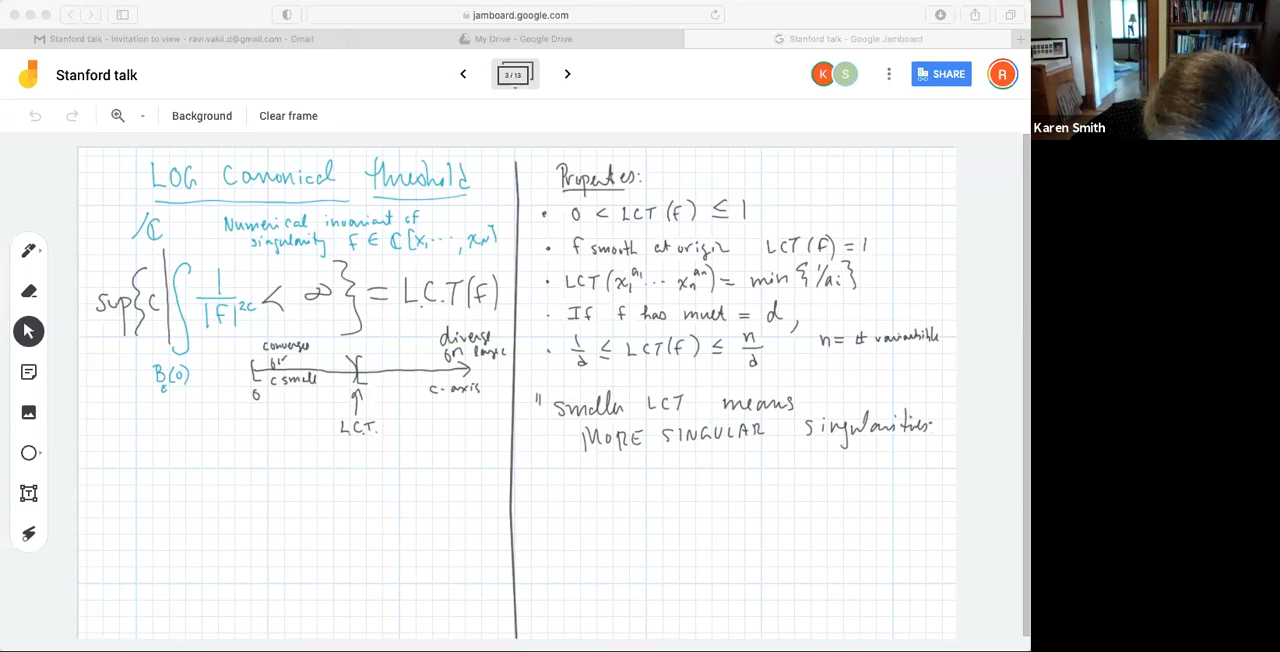 jamboard.google.com
Stanford talk - Invitation to view - ravi.vakil.d@gmail.com - Gmail
My Drive - Google Drive
Stanford talk - Google Jamboard
Stanford talk
3 / 13
K S
SHARE
R
Background
Clear frame
Karen Smith
LOG Canonical threshold
/ℂ
Numerical invariant of
singularity f ∈ ℂ[x₁, ⋯, xₙ]
sup{c | ∫ 1/|f|^2c < ∞} = L.C.T(f)
B_ε(0)
converges
for
c small
diverge
for large
0
c-axis
L.C.T.
Properties:
• 0 < LCT(f) ≤ 1
• f smooth at origin LCT(f) = 1
• LCT(x₁^a₁ ⋯ xₙ^aₙ) = min {1/aᵢ}
• If f has mult = d,
• 1/d ≤ LCT(f) ≤ n/d n = #
" smaller LCT means
MORE SINGULAR singularities.